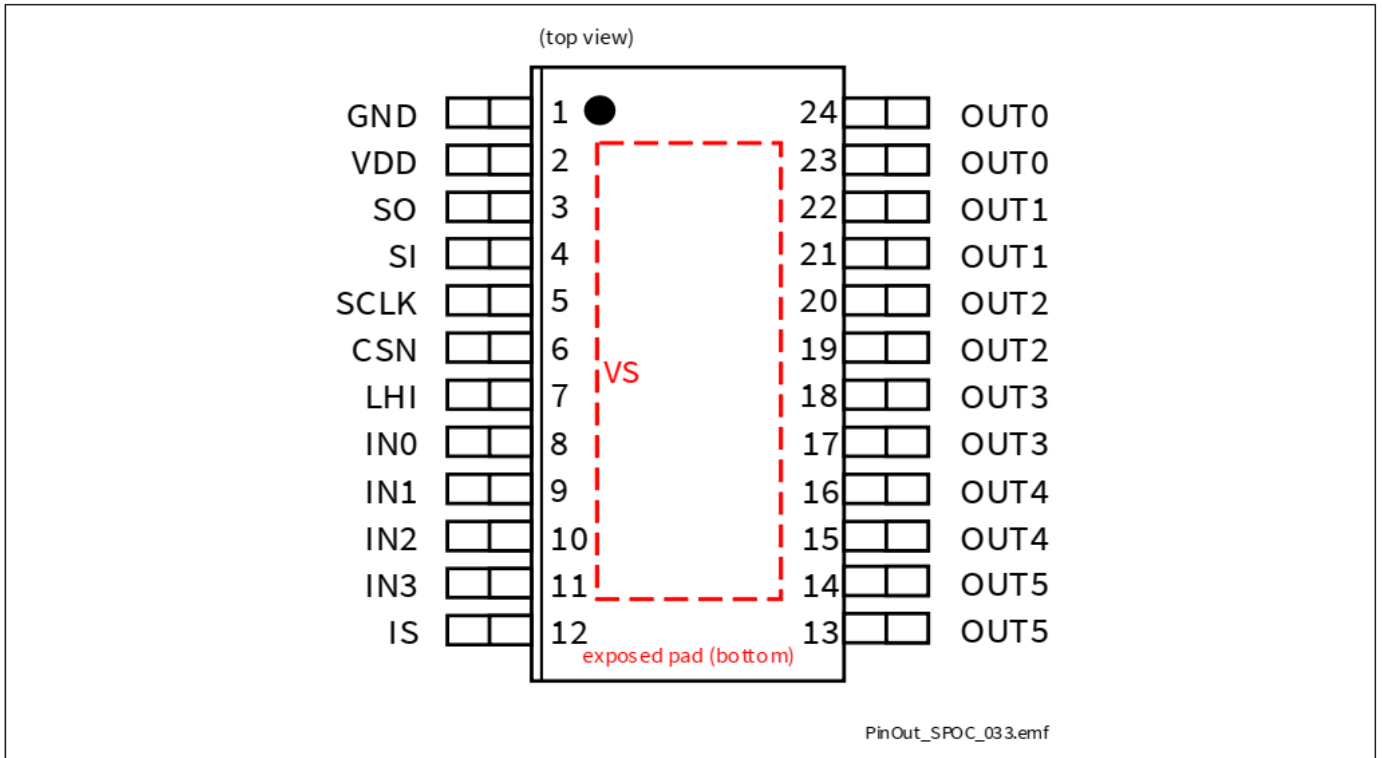 (top view)
GND 1 24 OUT0
VDD 2 23 OUT0
SO 3 22 OUT1
SI 4 21 OUT1
SCLK 5 20 OUT2
CSN 6 19 OUT2
VS
LHI 7 18 OUT3
IN0 8 17 OUT3
IN1 9 16 OUT4
IN2 10 15 OUT4
IN3 11 14 OUT5
IS 12 13 OUT5
exposed pad (bottom)
PinOut_SPOC_033.emf